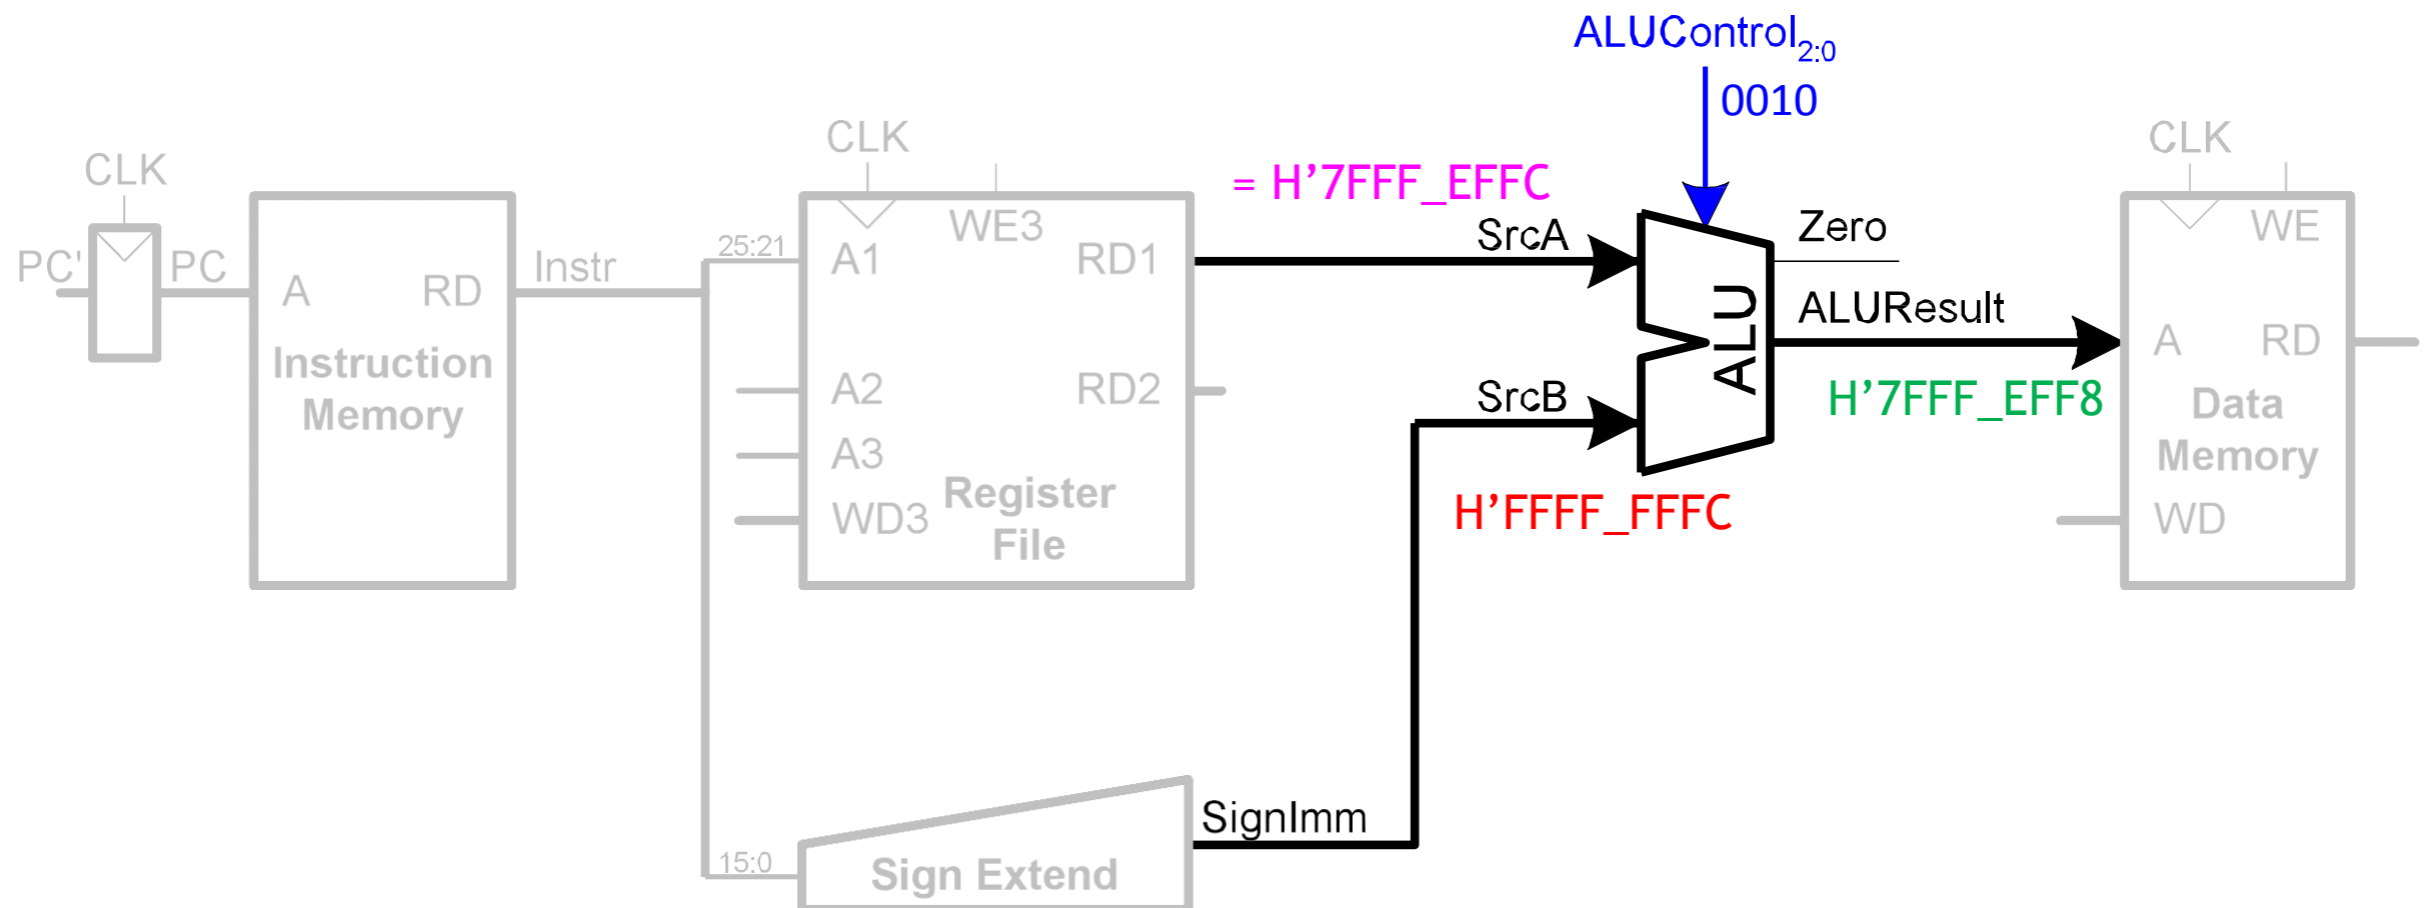 ALUControl2:0
0010
CLK
CLK
CLK
= H'7FFF_EFFC
PC'
PC
A
RD
Instruction
Memory
Instr
25:21
A1
WE3
RD1
A2
RD2
A3
WD3
Register
File
SrcA
SrcB
ALU
Zero
ALUResult
H'7FFF_EFF8
H'FFFF_FFFC
WE
A
RD
Data
Memory
WD
SignImm
15:0
Sign Extend